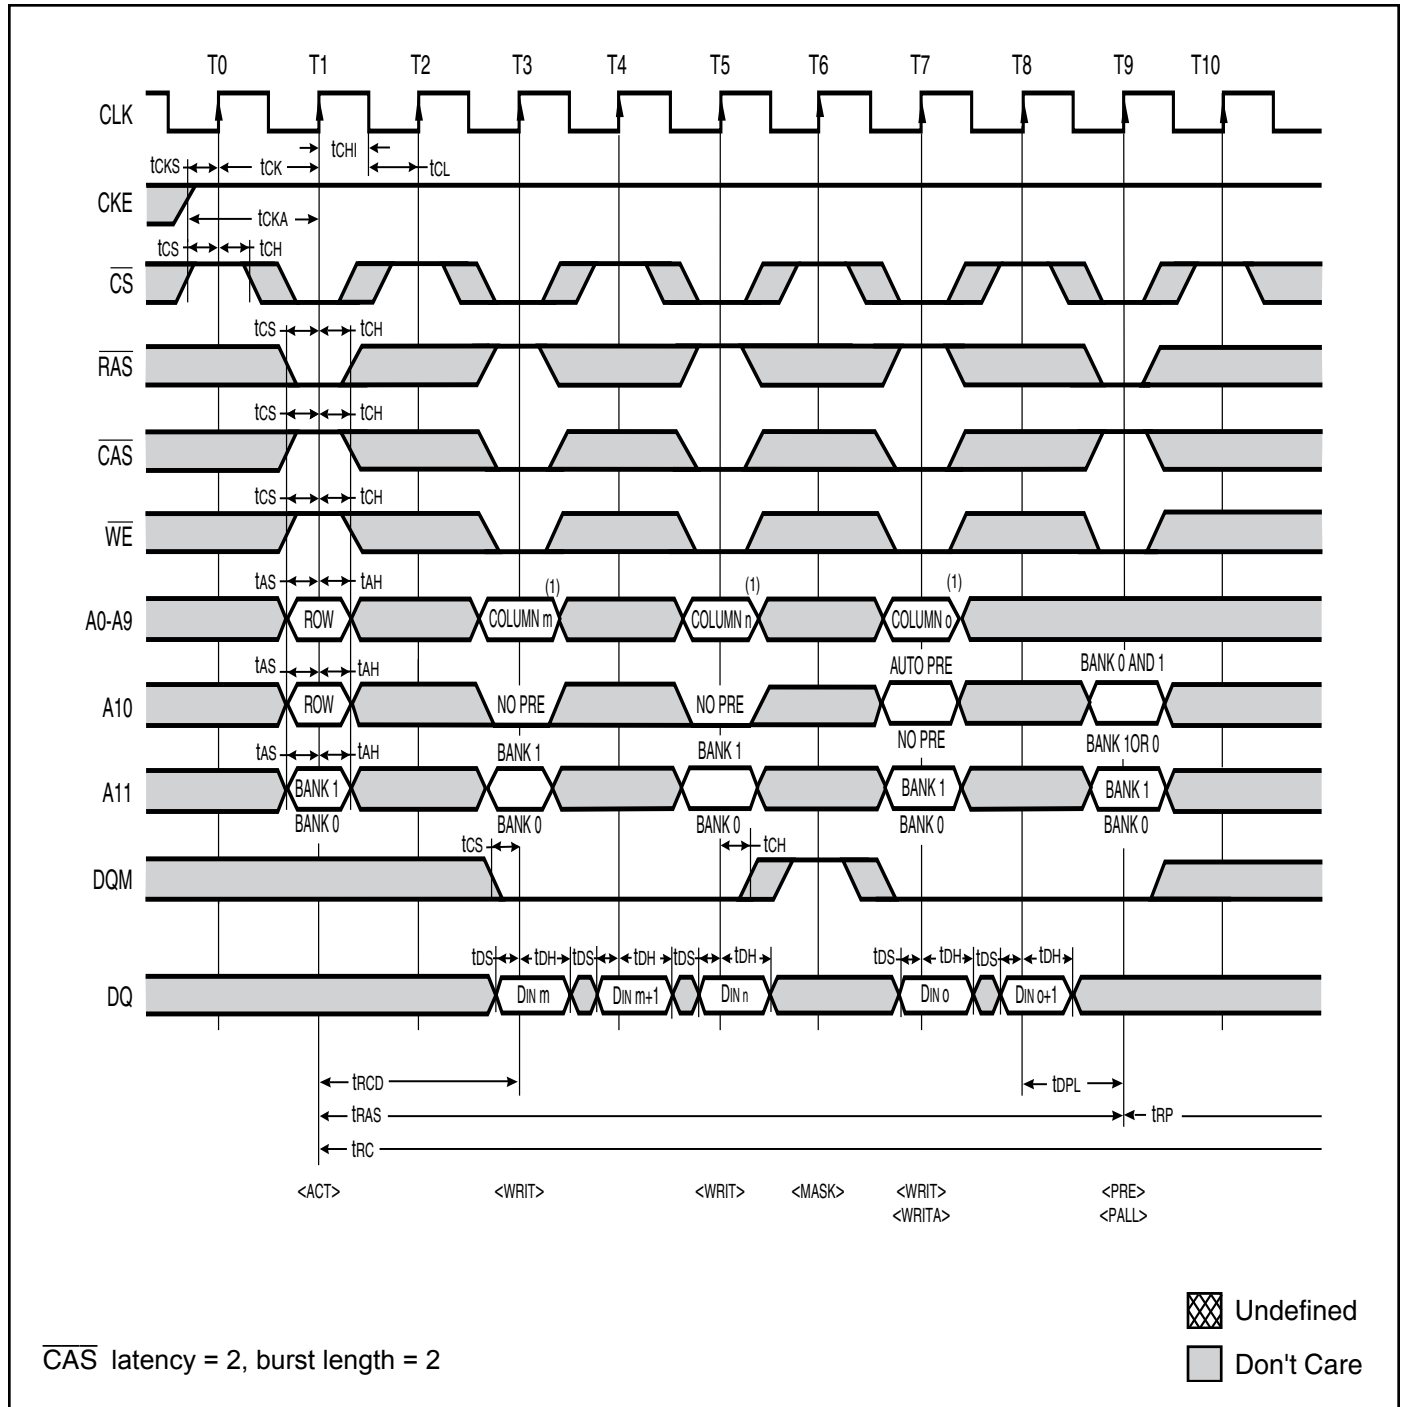 T0 T1 T2 T3 T4 T5 T6 T7 T8 T9 T10
CLK
tCHI
tCKS tCK tCL
CKE
tCKA
tCS tCH
CS
tCS tCH
RAS
tCS tCH
CAS
tCS tCH
WE
tAS tAH (1) (1) (1)
A0-A9 ROW COLUMN m COLUMN n COLUMN o
tAS tAH AUTO PRE BANK 0 AND 1
A10 ROW NO PRE NO PRE
NO PRE BANK 1OR 0
tAS tAH BANK 1 BANK 1
A11 BANK 1 BANK 1 BANK 1
BANK 0 BANK 0 BANK 0 BANK 0 BANK 0
tCS tCH
DQM
tDS tDH tDS tDH tDS tDH tDS tDH tDS tDH
DQ DIN m DIN m+1 DIN n DIN o DIN o+1
tRCD tDPL
tRAS tRP
tRC
<ACT> <WRIT> <WRIT> <MASK> <WRIT> <PRE>
<WRITA> <PALL>
Undefined
CAS latency = 2, burst length = 2
Don't Care